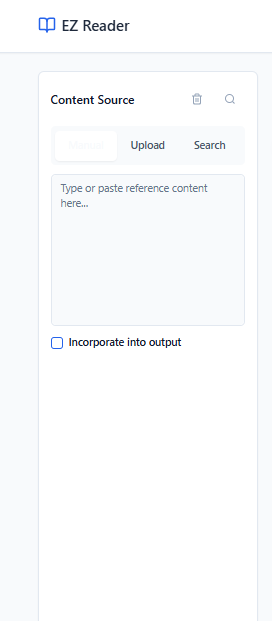 EZ Reader
Content Source
Upload Search
Type or paste reference content
here...
Incorporate into output